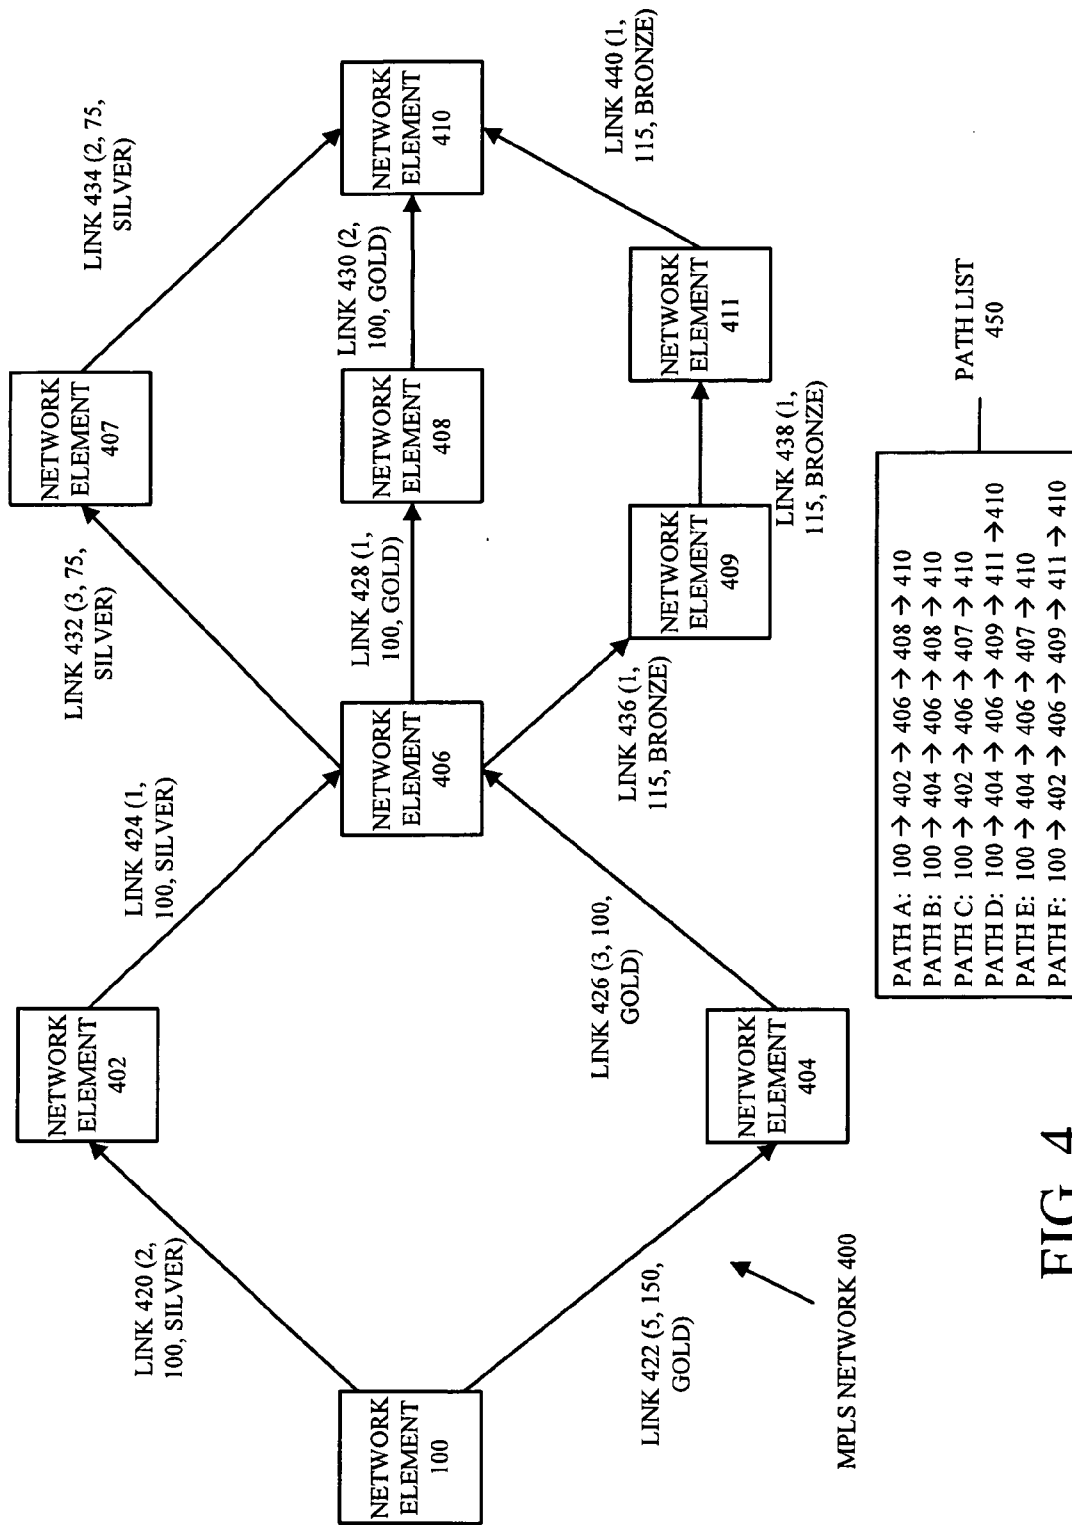 NETWORK
ELEMENT
100
LINK 420 (2,
100, SILVER)
LINK 422 (5, 150,
GOLD)
MPLS NETWORK 400
NETWORK
ELEMENT
402
NETWORK
ELEMENT
404
LINK 424 (1,
100, SILVER)
LINK 426 (3, 100,
GOLD)
NETWORK
ELEMENT
406
LINK 432 (3, 75,
SILVER)
LINK 428 (1,
100, GOLD)
LINK 436 (1,
115, BRONZE)
NETWORK
ELEMENT
407
NETWORK
ELEMENT
408
NETWORK
ELEMENT
409
LINK 434 (2, 75,
SILVER)
LINK 430 (2,
100, GOLD)
LINK 438 (1,
115, BRONZE)
NETWORK
ELEMENT
411
NETWORK
ELEMENT
410
LINK 440 (1,
115, BRONZE)
PATH A: 100 → 402 → 406 → 408 → 410
PATH B: 100 → 404 → 406 → 408 → 410
PATH C: 100 → 402 → 406 → 407 → 410
PATH D: 100 → 404 → 406 → 409 → 411 → 410
PATH E: 100 → 404 → 406 → 407 → 410
PATH F: 100 → 402 → 406 → 409 → 411 → 410
PATH LIST
450
FIG. 4